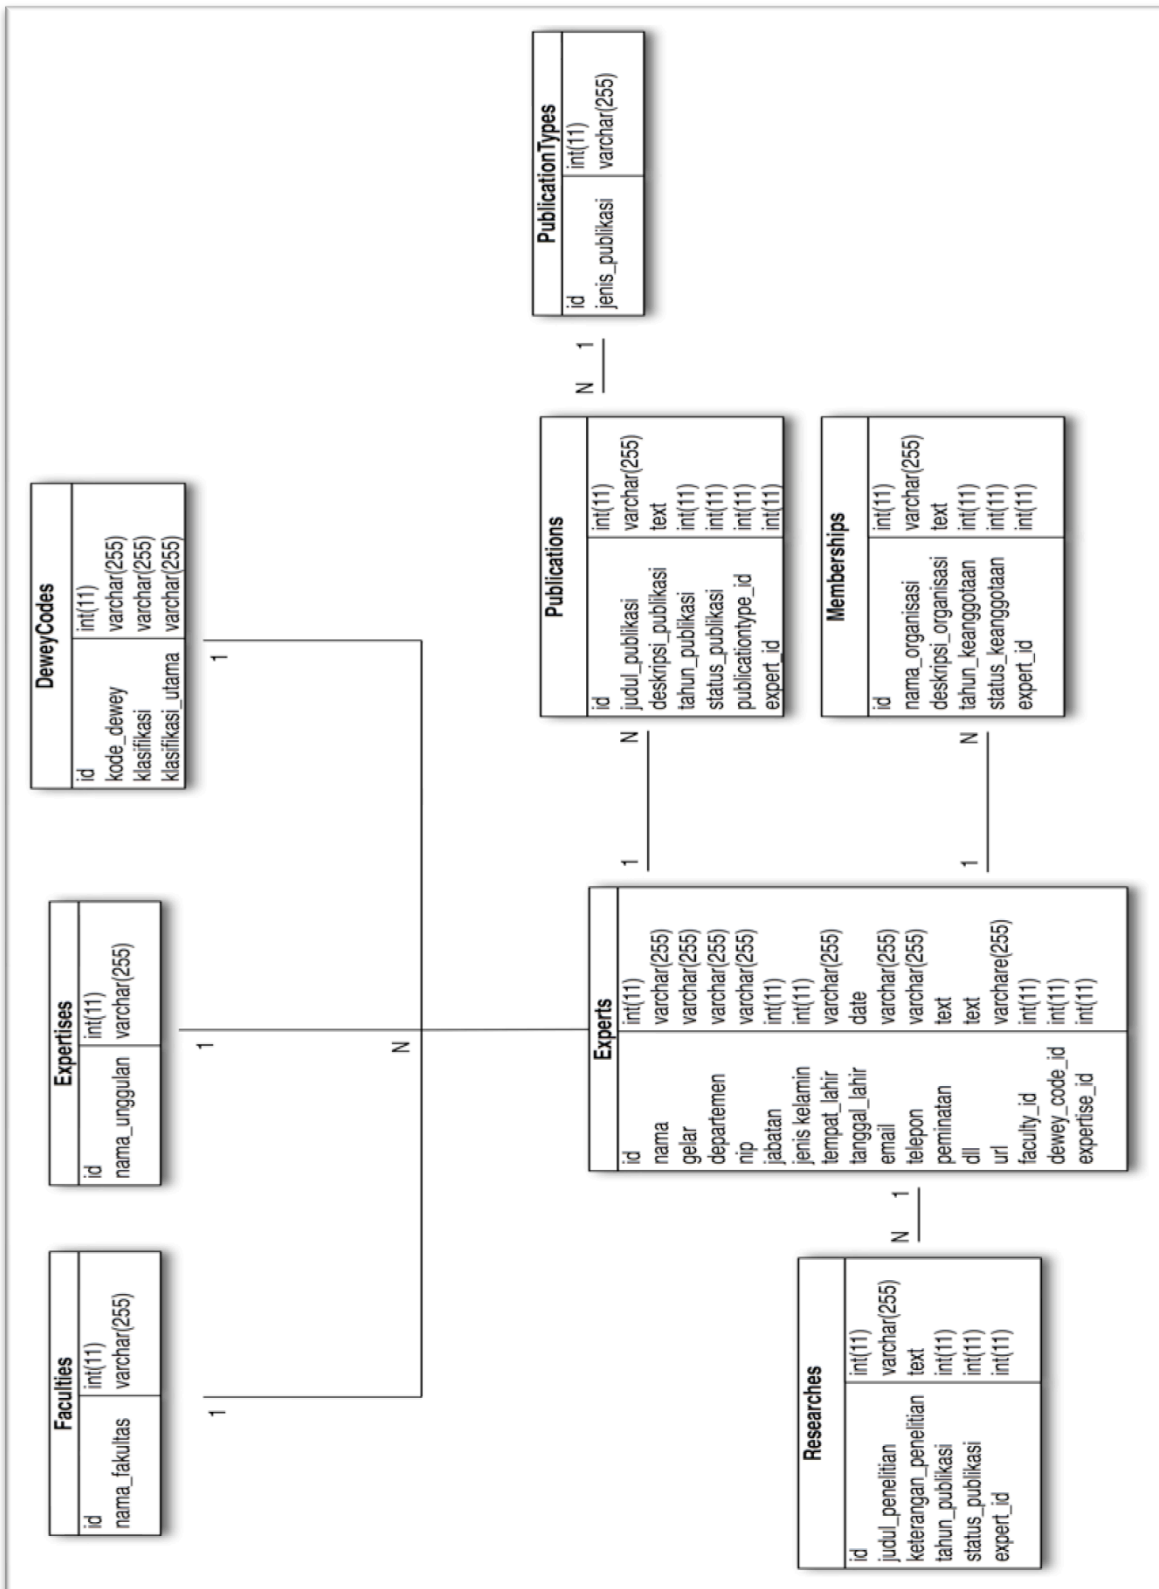 Faculties
id int(11)
nama_fakultas varchar(255)
Expertises
id int(11)
nama_unggulan varchar(255)
DeweyCodes
id int(11)
kode_dewey varchar(255)
klasifikasi varchar(255)
klasifikasi_utama varchar(255)
1
1
1
N
Researches
id int(11)
judul_penelitian varchar(255)
keterangan_penelitian text
tahun_publikasi int(11)
status_publikasi int(11)
expert_id int(11)
N 1
Experts
id int(11)
nama varchar(255)
gelar varchar(255)
departemen varchar(255)
nip varchar(255)
jabatan int(11)
jenis kelamin int(11)
tempat_lahir varchar(255)
tanggal_lahir date
email varchar(255)
telepon varchar(255)
peminatan text
dll text
url varchare(255)
faculty_id int(11)
dewey_code_id int(11)
expertise_id int(11)
1 N
1 N
Publications
id int(11)
judul_publikasi varchar(255)
deskripsi_publikasi text
tahun_publikasi int(11)
status_publikasi int(11)
publicationtype_id int(11)
expert_id int(11)
N 1
PublicationTypes
id int(11)
jenis_publikasi varchar(255)
Memberships
id int(11)
nama_organisasi varchar(255)
deskripsi_organisasi text
tahun_keanggotaan int(11)
status_keanggotaan int(11)
expert_id int(11)